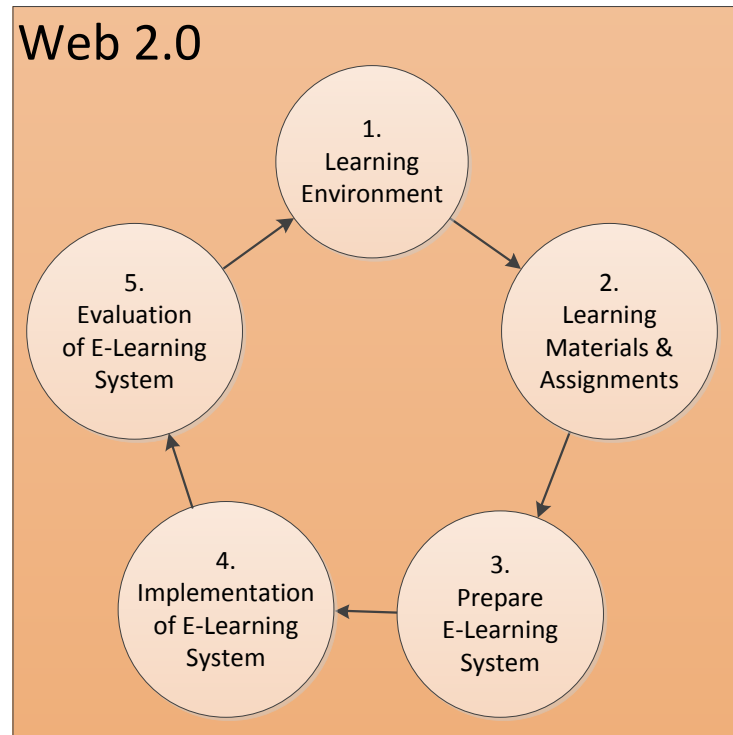 Web 2.0
1.
Learning
Environment
2.
Learning
Materials &
Assignments
3.
Prepare
E-Learning
System
4.
Implementation
of E-Learning
System
5.
Evaluation
of E-Learning
System